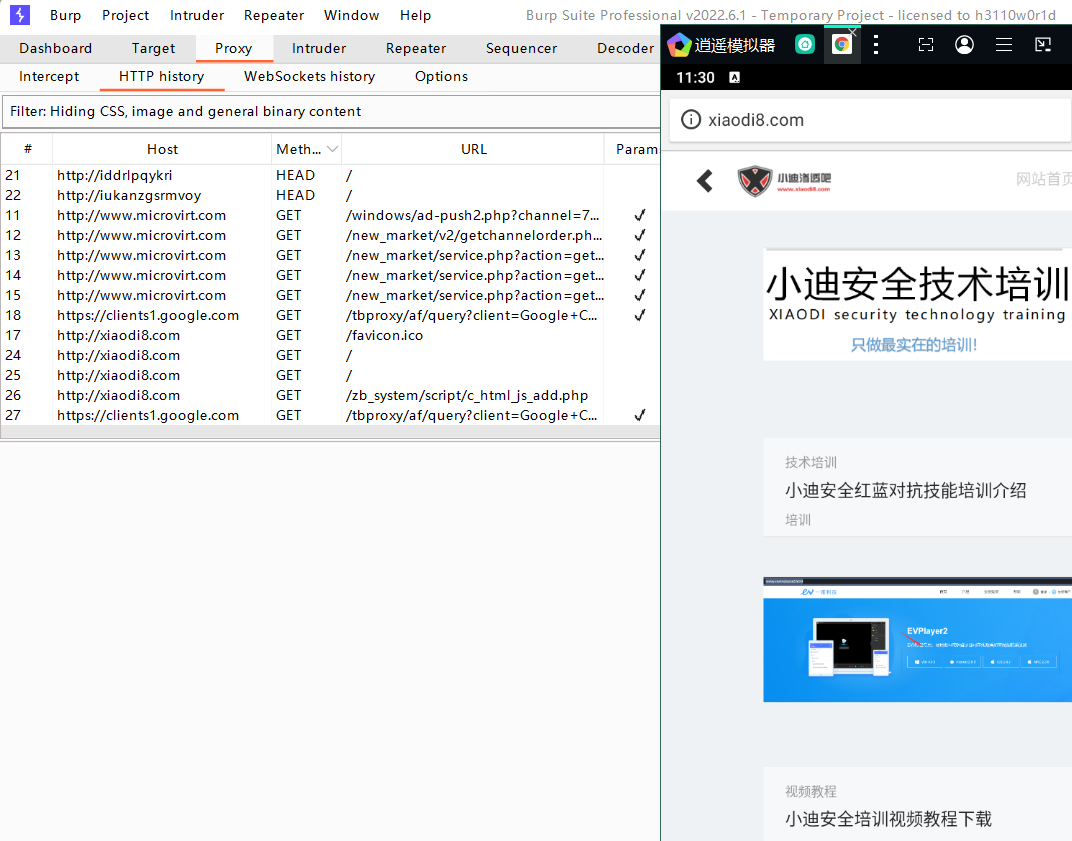 Burp Project Intruder Repeater Window Help Burp Suite Professional v2022.6.1 - Temporary Project - licensed to h3110w0r1d
Dashboard Target Proxy Intruder Repeater Sequencer Decoder
Intercept HTTP history WebSockets history Options
Filter: Hiding CSS, image and general binary content
# Host Meth... URL Params
21 http://iddrlpqykri HEAD /
22 http://iukanzgsrmvoy HEAD /
11 http://www.microvirt.com GET /windows/ad-push2.php?channel=7... ✓
12 http://www.microvirt.com GET /new_market/v2/getchannelorder.ph... ✓
13 http://www.microvirt.com GET /new_market/service.php?action=get... ✓
14 http://www.microvirt.com GET /new_market/service.php?action=get... ✓
15 http://www.microvirt.com GET /new_market/service.php?action=get... ✓
18 https://clients1.google.com GET /tbproxy/af/query?client=Google+C... ✓
17 http://xiaodi8.com GET /favicon.ico
24 http://xiaodi8.com GET /
25 http://xiaodi8.com GET /
26 http://xiaodi8.com GET /zb_system/script/c_html_js_add.php
27 https://clients1.google.com GET /tbproxy/af/query?client=Google+C... ✓
逍遥模拟器
11:30 A
xiaodi8.com
小迪渗透吧
www.xiaodi8.com
网站首页
小迪安全技术培训
XIAODI security technology training
只做最实在的培训!
技术培训
小迪安全红蓝对抗技能培训介绍
培训
EVPlayer2
视频教程
小迪安全培训视频教程下载